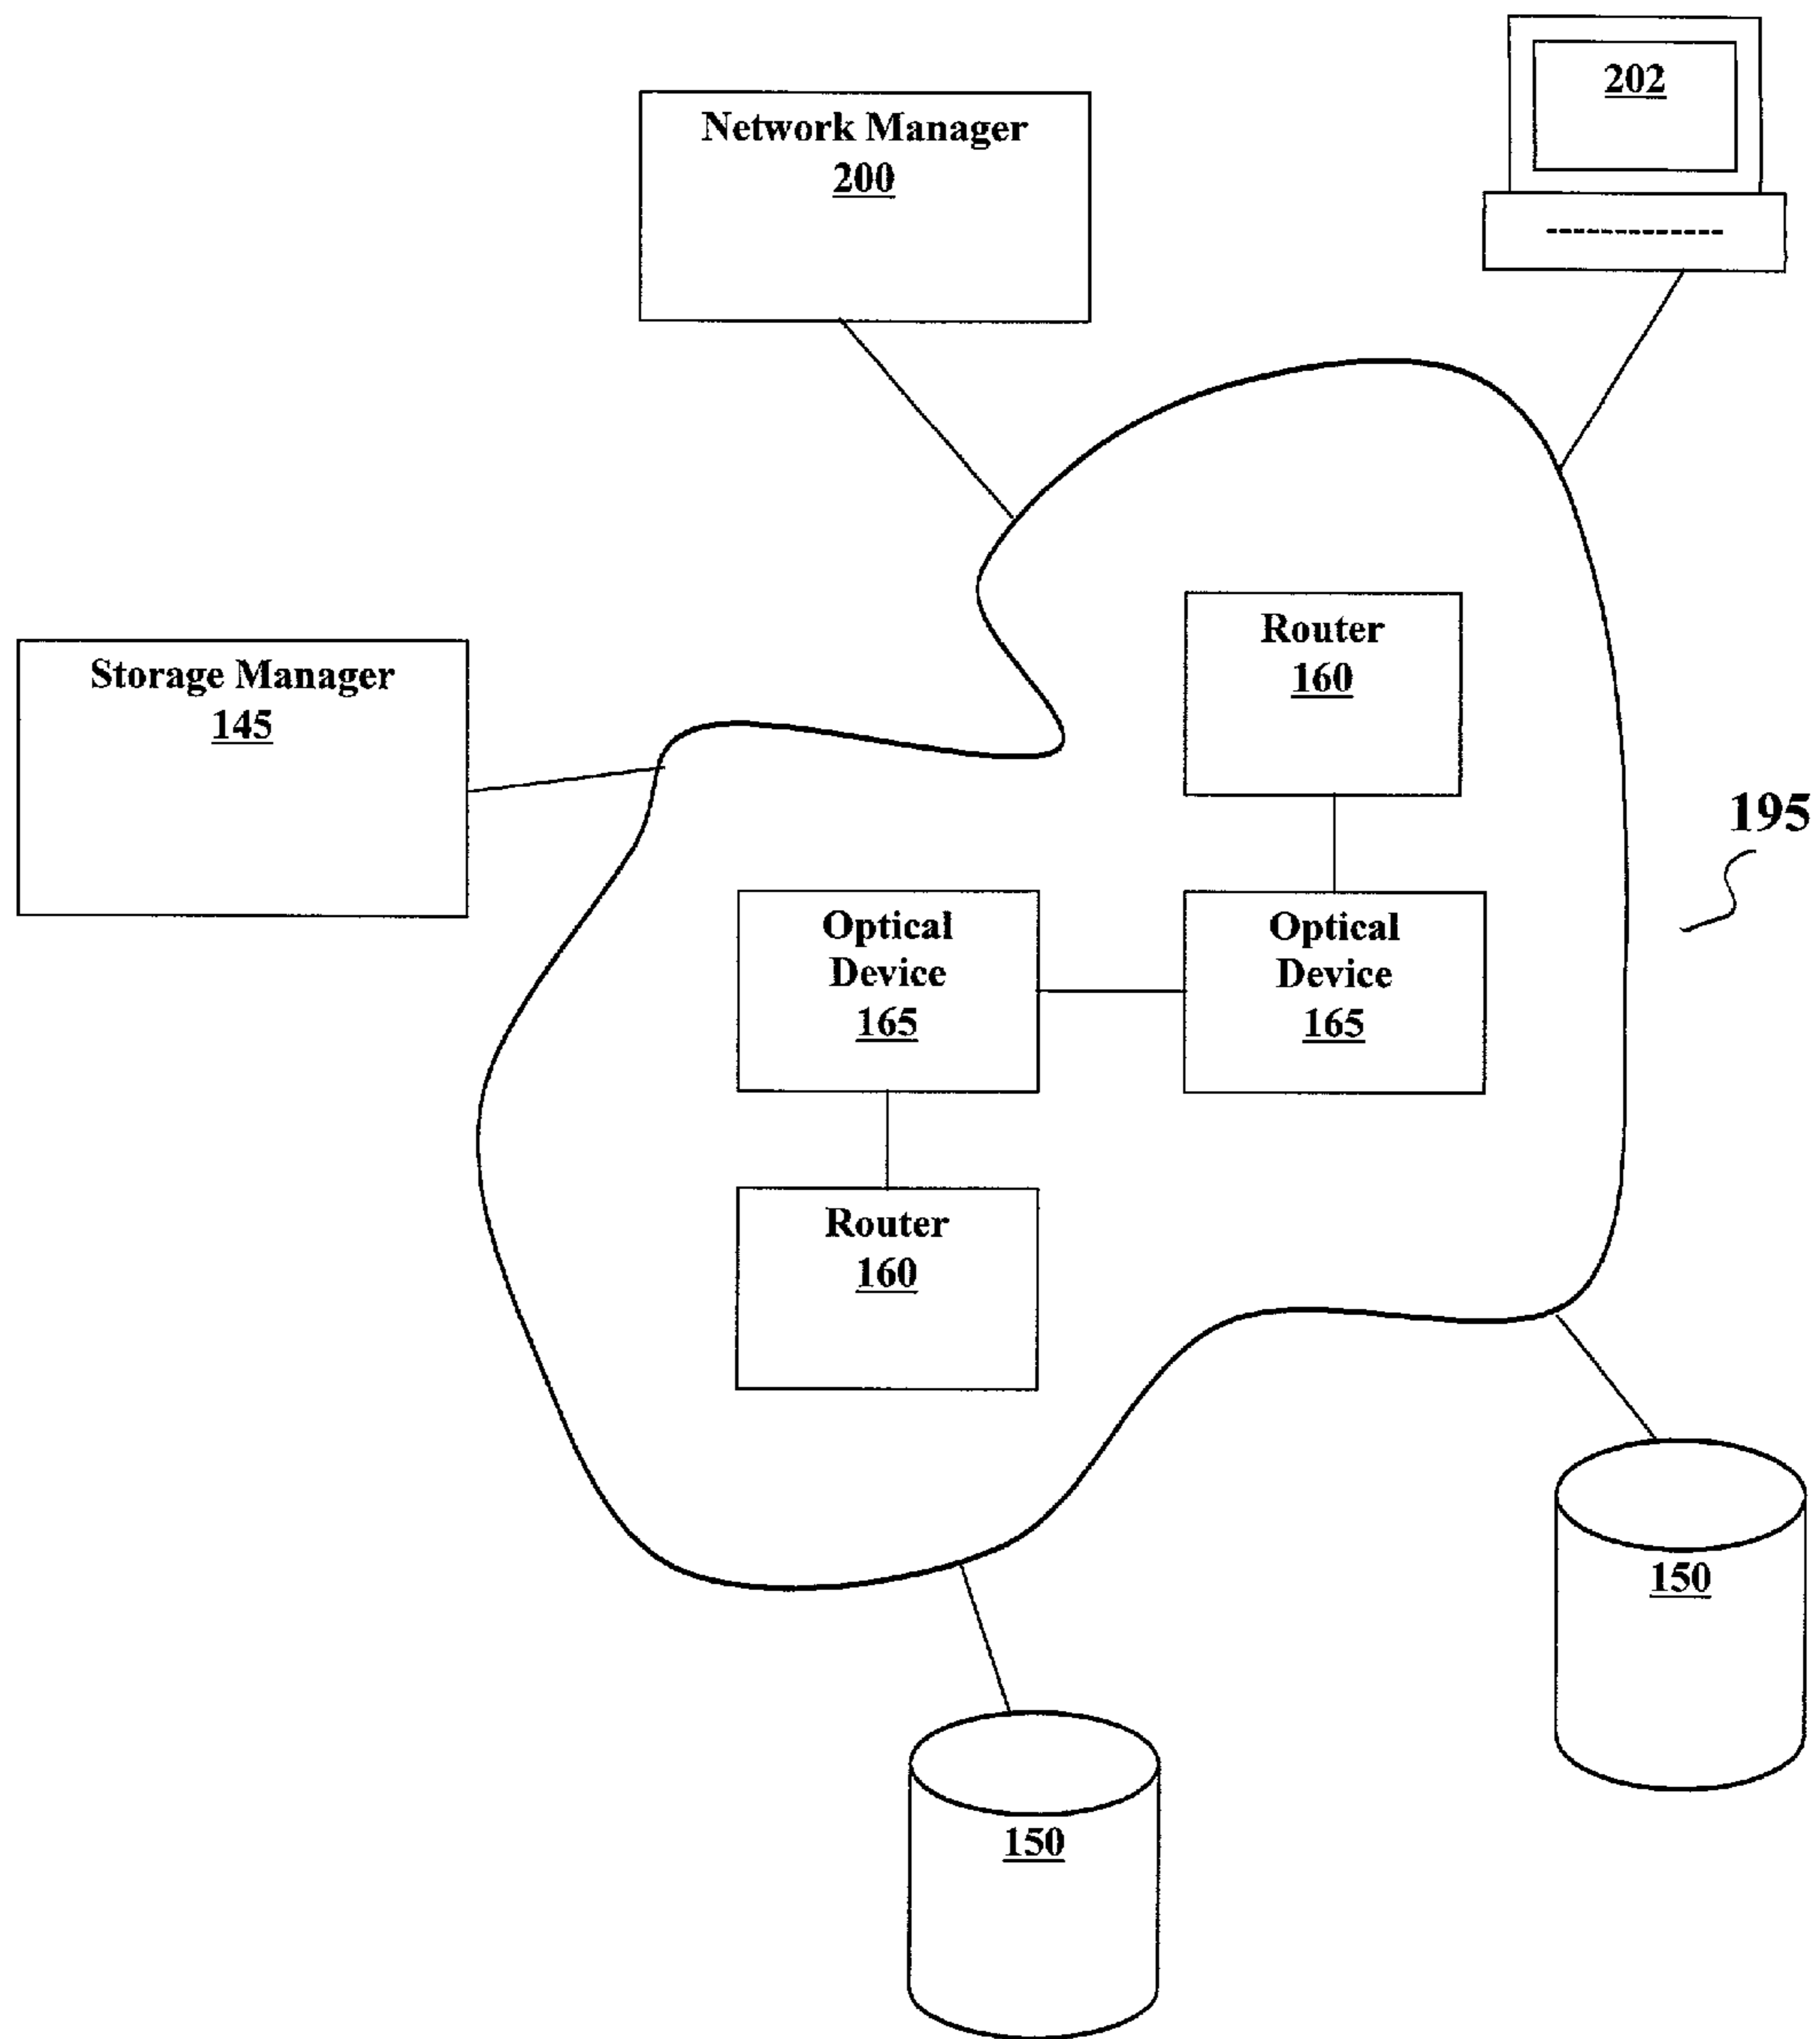 202
Network Manager
200
Router
160
Storage Manager
145
195
Optical
Device
165
Optical
Device
165
Router
160
150
150